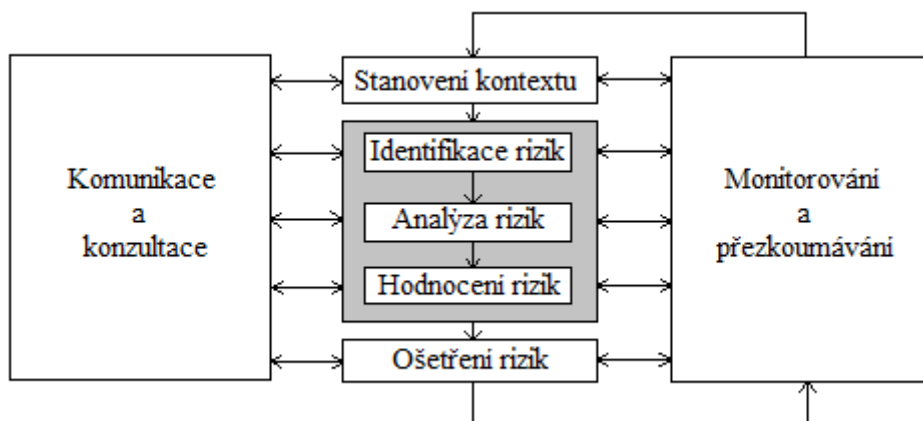 Komunikace
a
konzultace
Stanovení kontextu
Identifikace rizik
Analýza rizik
Hodnocení rizik
Ošetření rizik
Monitorování
a
přezkoumávání